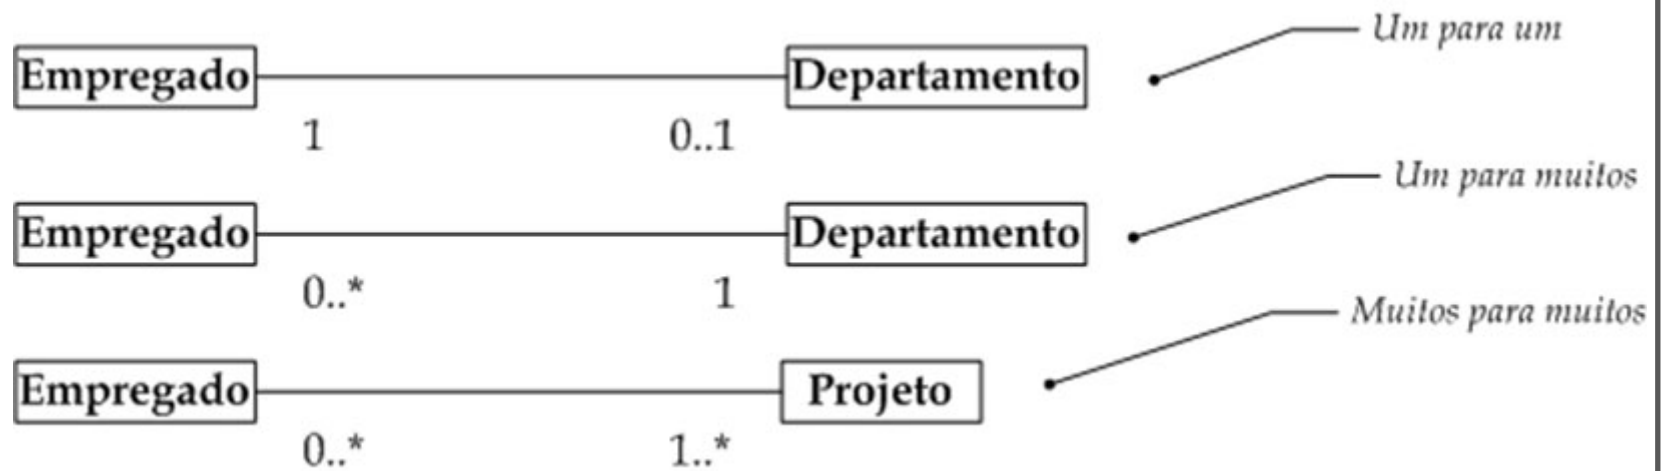 Um para um
Empregado Departamento
1 0..1
Um para muitos
Empregado Departamento
0..* 1
Muitos para muitos
Empregado Projeto
0..* 1..*